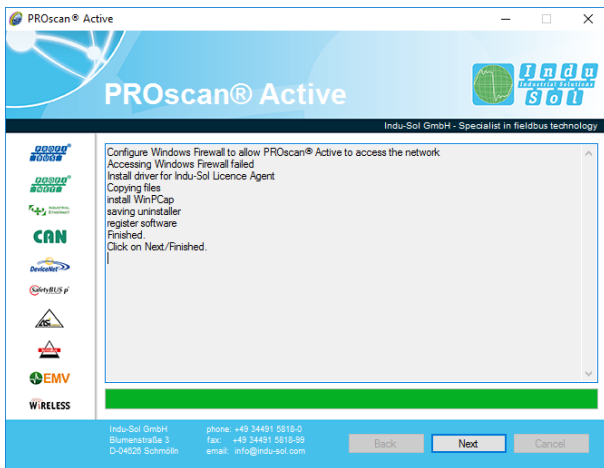 PROscan® Active
PROscan® Active
Indu
Industrial Solutions
Sol
Indu-Sol GmbH - Specialist in fieldbus technology
Configure Windows Firewall to allow PROscan® Active to access the network
Accessing Windows Firewall failed
Install driver for Indu-Sol Licence Agent
Copying files
install WinPCap
saving uninstaller
register software
Finished.
Click on Next/Finished.
INDUSTRIAL
ETHERNET
CAN
DeviceNet
SafetyBUS p
EMV
WiRELESS
Indu-Sol GmbH
Blumenstraße 3
D-04626 Schmölln
phone: +49 34491 5818-0
fax: +49 34491 5818-99
email: info@indu-sol.com
Back
Next
Cancel